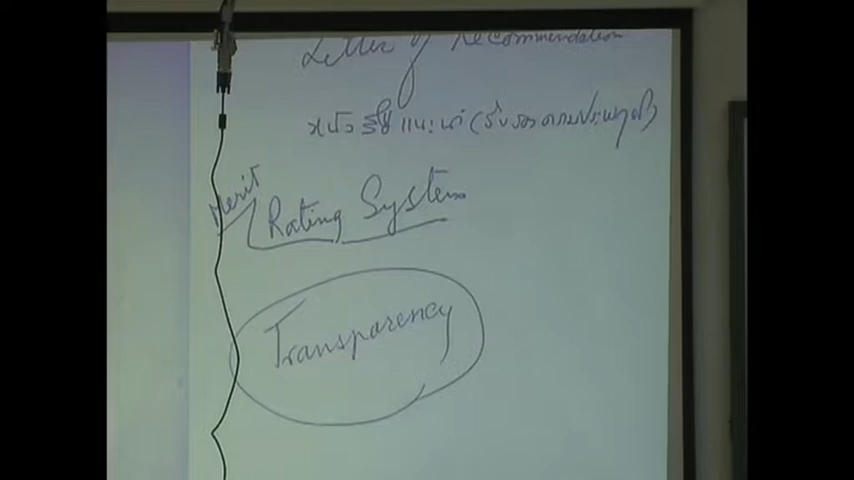 Letter of Recommendation
หนังสือแนะนำ (รับรองความประพฤติ)
Merit
Rating System
Transparency